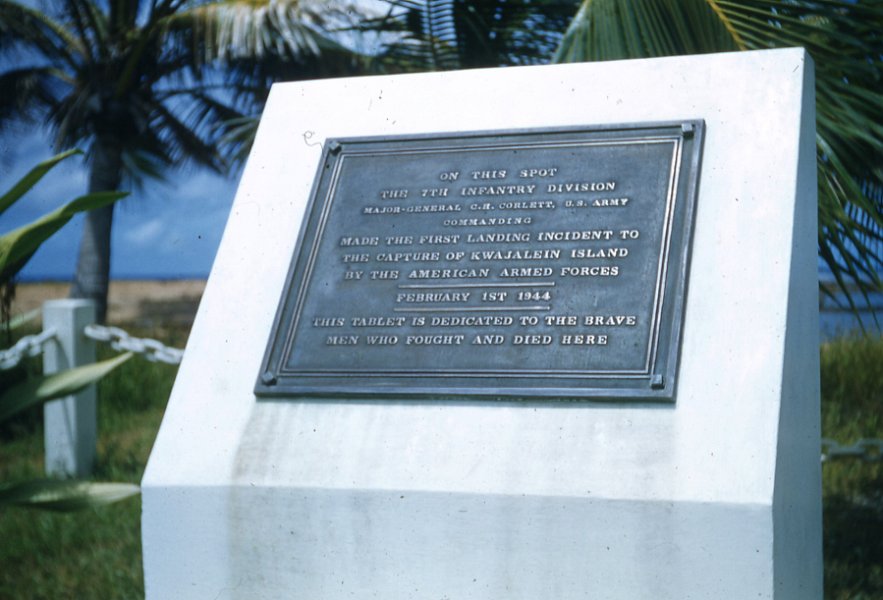 ON THIS SPOT
THE 7TH INFANTRY DIVISION
MAJOR-GENERAL C.H. CORLETT, U.S. ARMY
COMMANDING
MADE THE FIRST LANDING INCIDENT TO
THE CAPTURE OF KWAJALEIN ISLAND
BY THE AMERICAN ARMED FORCES
FEBRUARY 1ST 1944
THIS TABLET IS DEDICATED TO THE BRAVE
MEN WHO FOUGHT AND DIED HERE